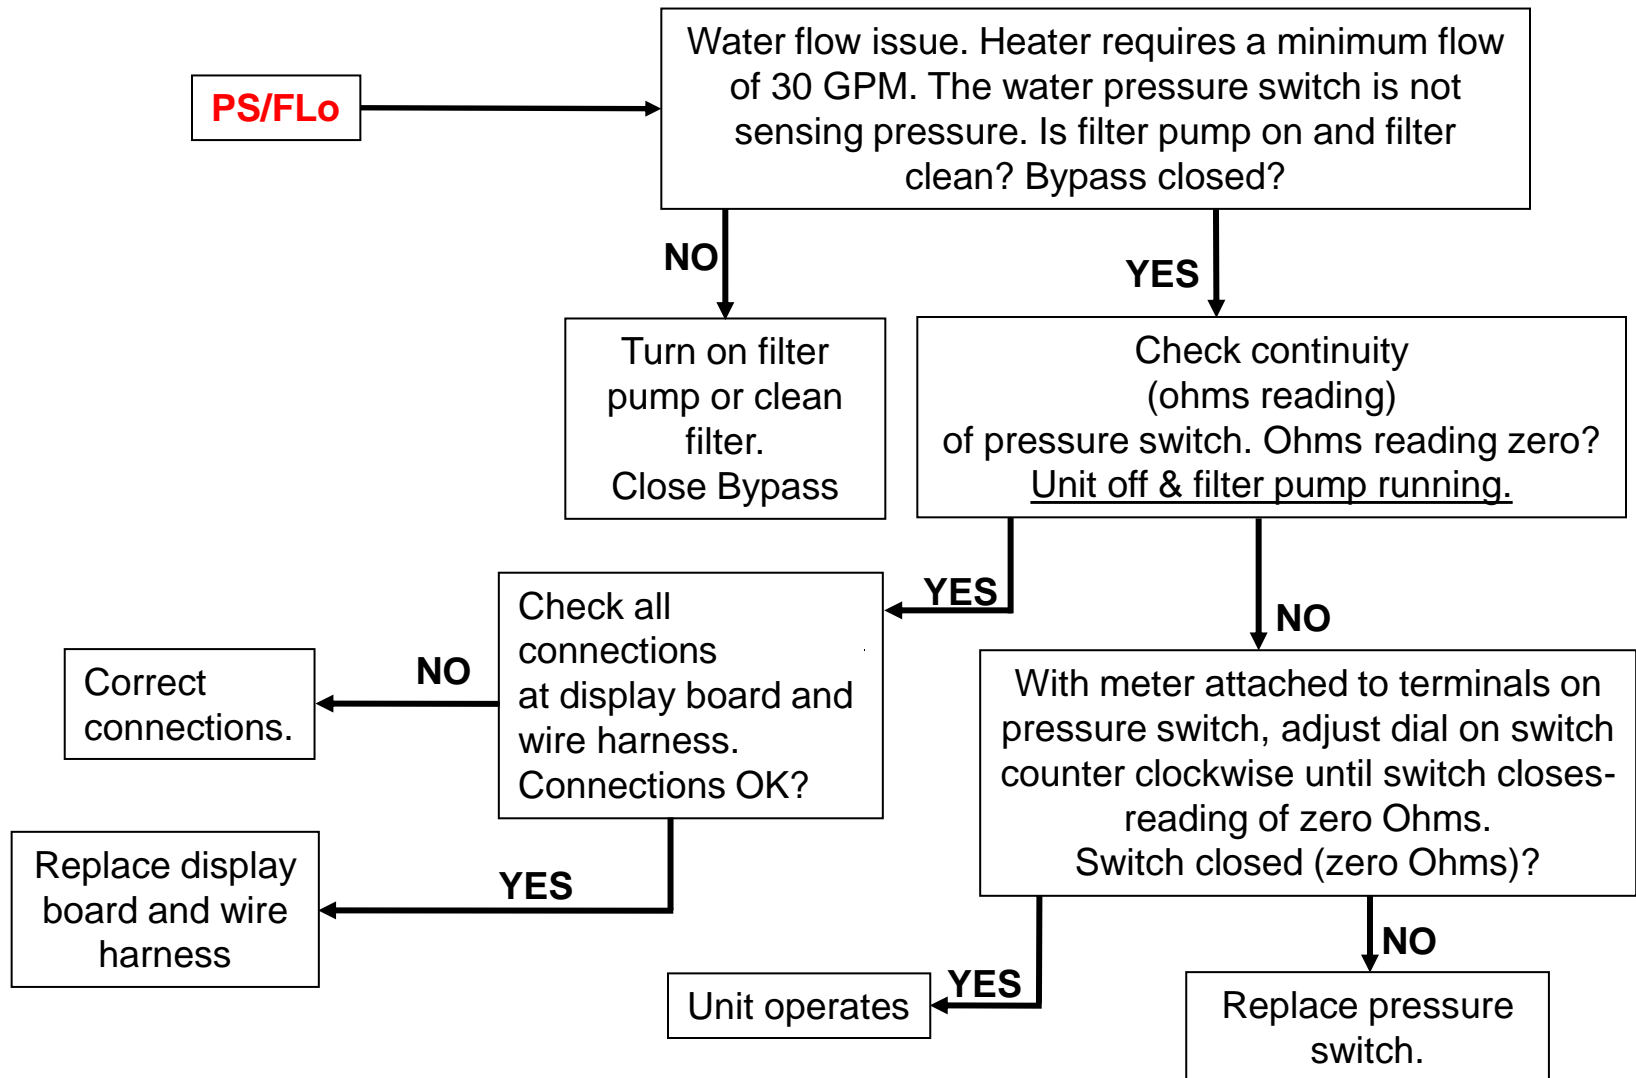 PS/FLo
Water flow issue. Heater requires a minimum flow
of 30 GPM. The water pressure switch is not
sensing pressure. Is filter pump on and filter
clean? Bypass closed?
NO
YES
Turn on filter
pump or clean
filter.
Close Bypass
Check continuity
(ohms reading)
of pressure switch. Ohms reading zero?
Unit off & filter pump running.
YES
NO
Check all
connections
at display board and
wire harness.
Connections OK?
NO
Correct
connections.
With meter attached to terminals on
pressure switch, adjust dial on switch
counter clockwise until switch closes-
reading of zero Ohms.
Switch closed (zero Ohms)?
YES
Replace display
board and wire
harness
YES
NO
Unit operates
Replace pressure
switch.